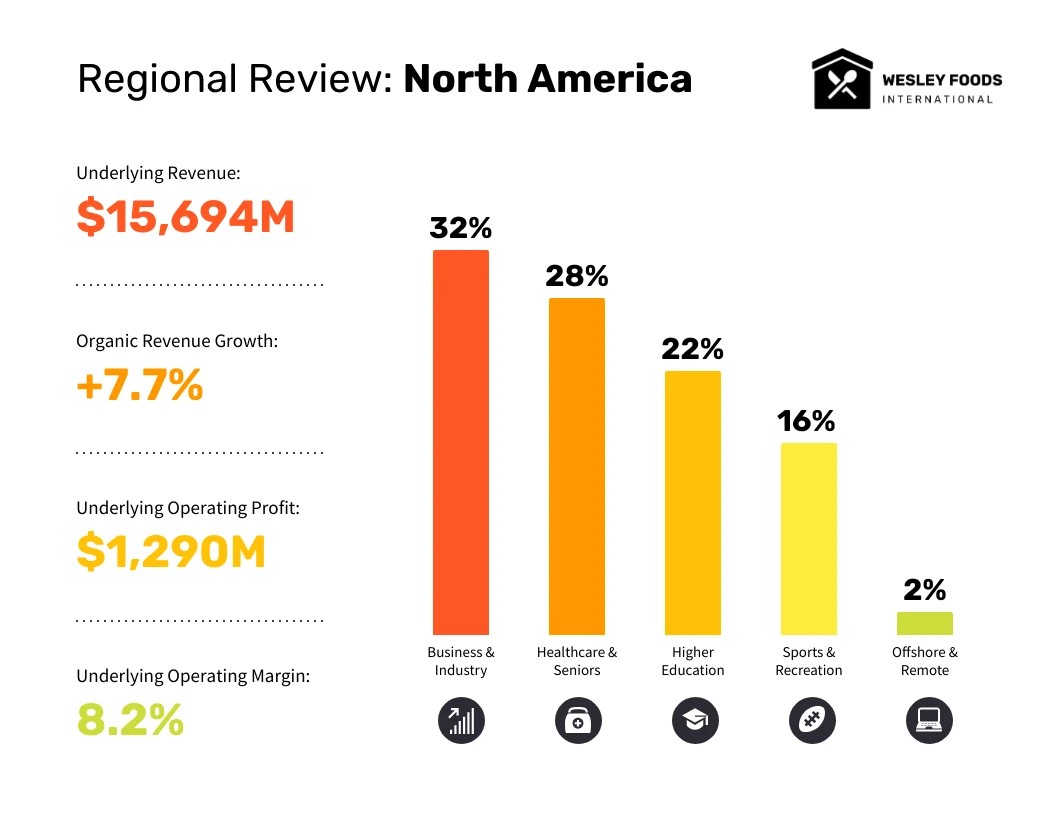 Regional Review: North America
WESLEY FOODS
INTERNATIONAL
Underlying Revenue:
$15,694M
Organic Revenue Growth:
+7.7%
Underlying Operating Profit:
$1,290M
Underlying Operating Margin:
8.2%
32%
28%
22%
16%
2%
Business &
Industry
Healthcare &
Seniors
Higher
Education
Sports &
Recreation
Offshore &
Remote